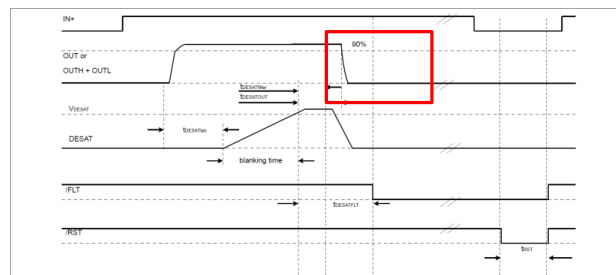 IN+
90%
OUT or
OUTH + OUTL
tDESATfilter
tDESATOUT
VDESAT
tDESATleb
DESAT
blanking time
/FLT
tDESATFLT
/RST
tRST